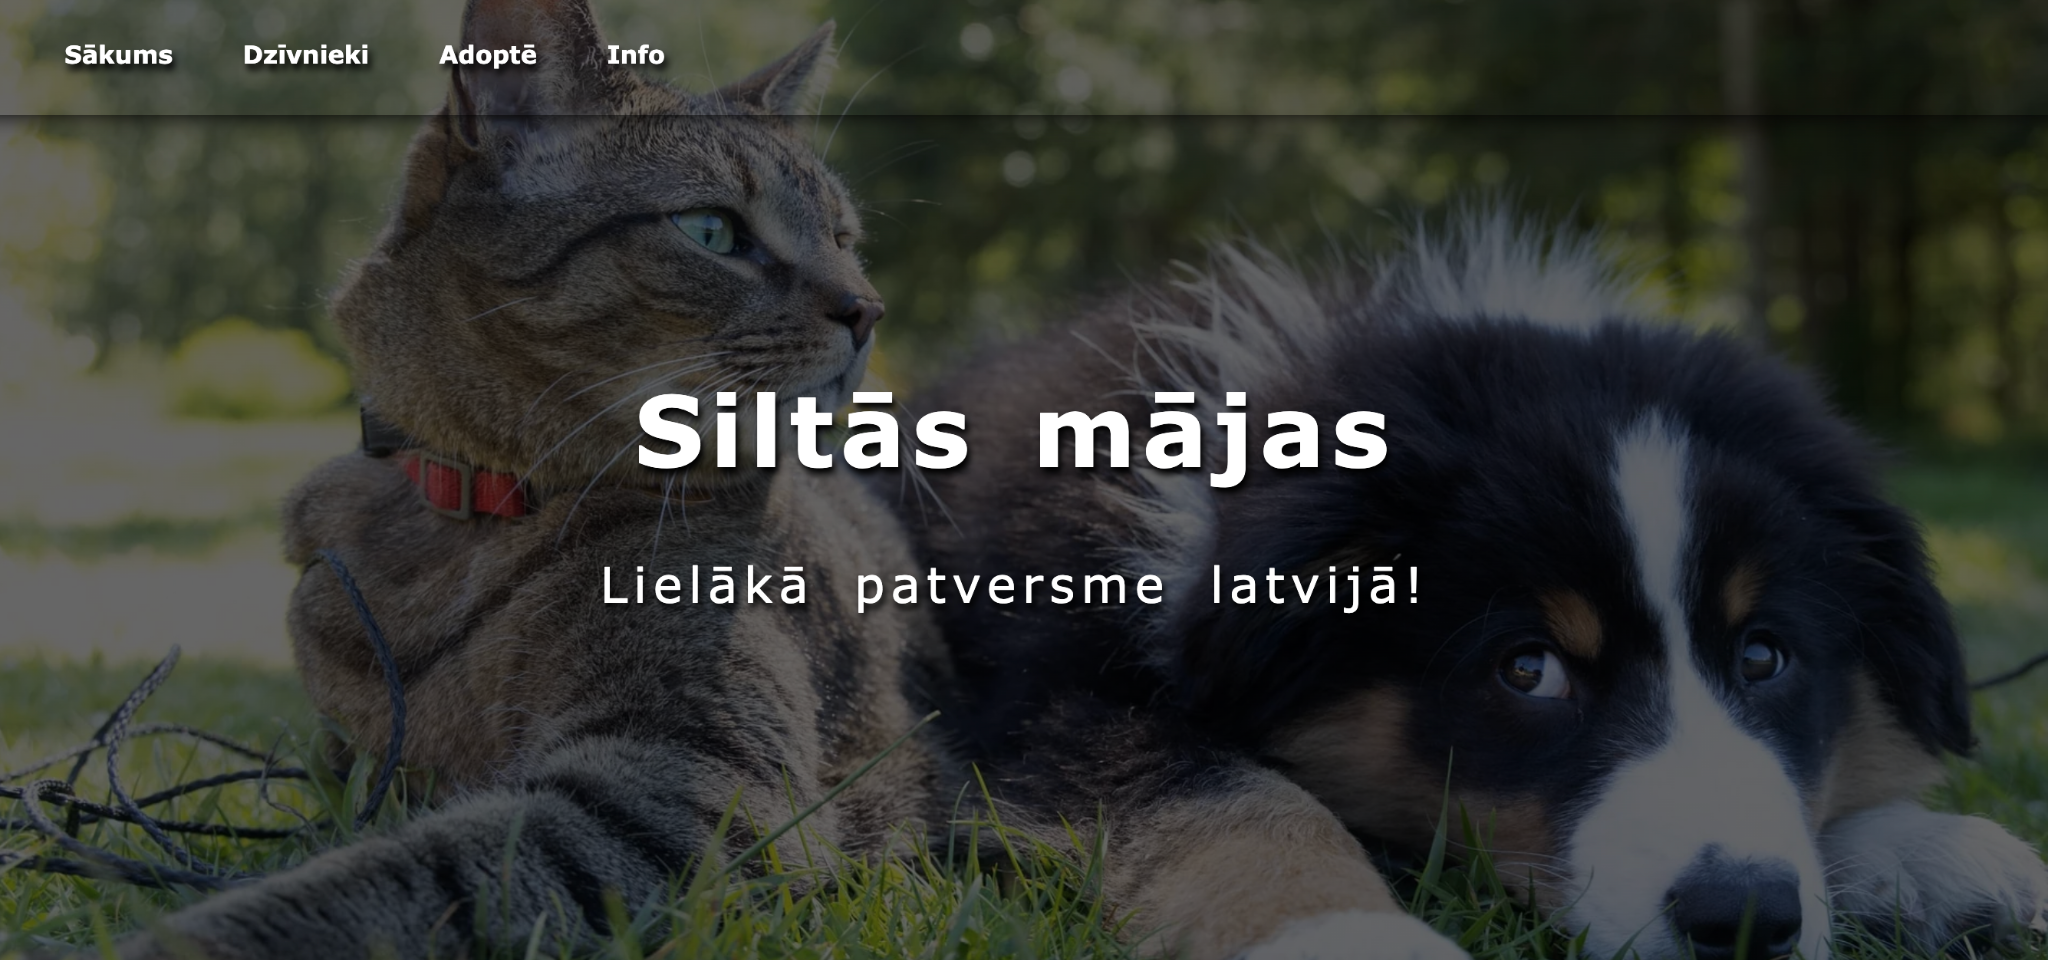 Sākums Dzīvnieki Adoptē Info
Siltās mājas
Lielākā patversme latvijā!